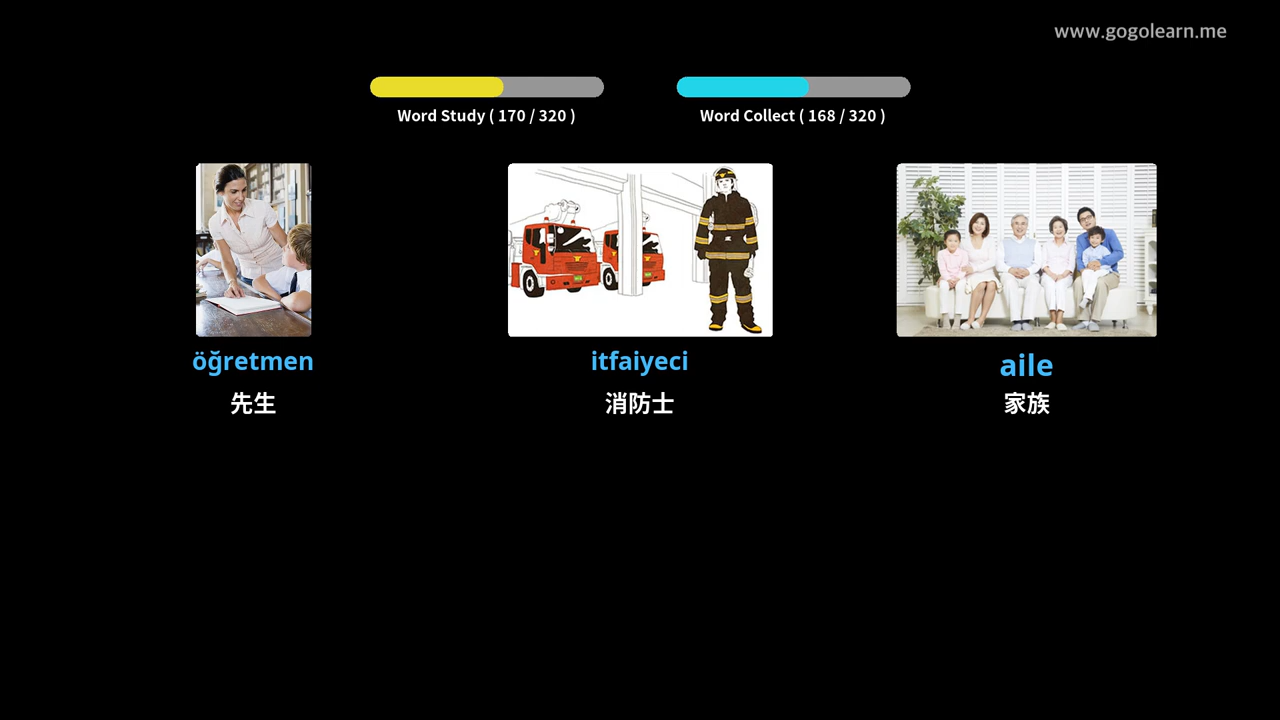 www.gogolearn.me
Word Study ( 170 / 320 )
Word Collect ( 168 / 320 )
öğretmen
先生
itfaiyeci
消防士
aile
家族